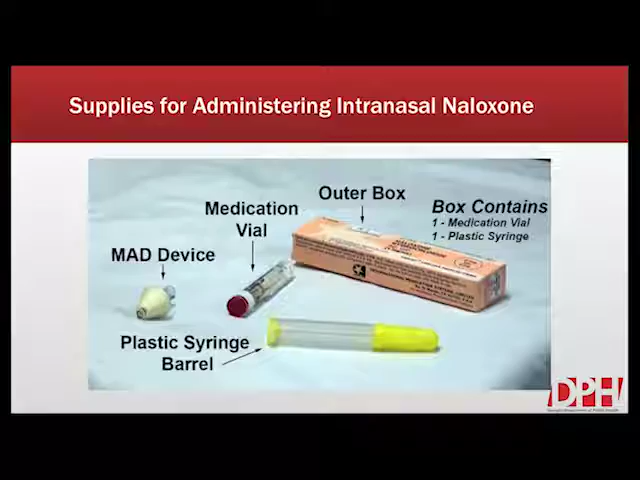 Supplies for Administering Intranasal Naloxone
Outer Box
Medication
Vial
Box Contains
1 - Medication Vial
1 - Plastic Syringe
MAD Device
Plastic Syringe
Barrel
DPH